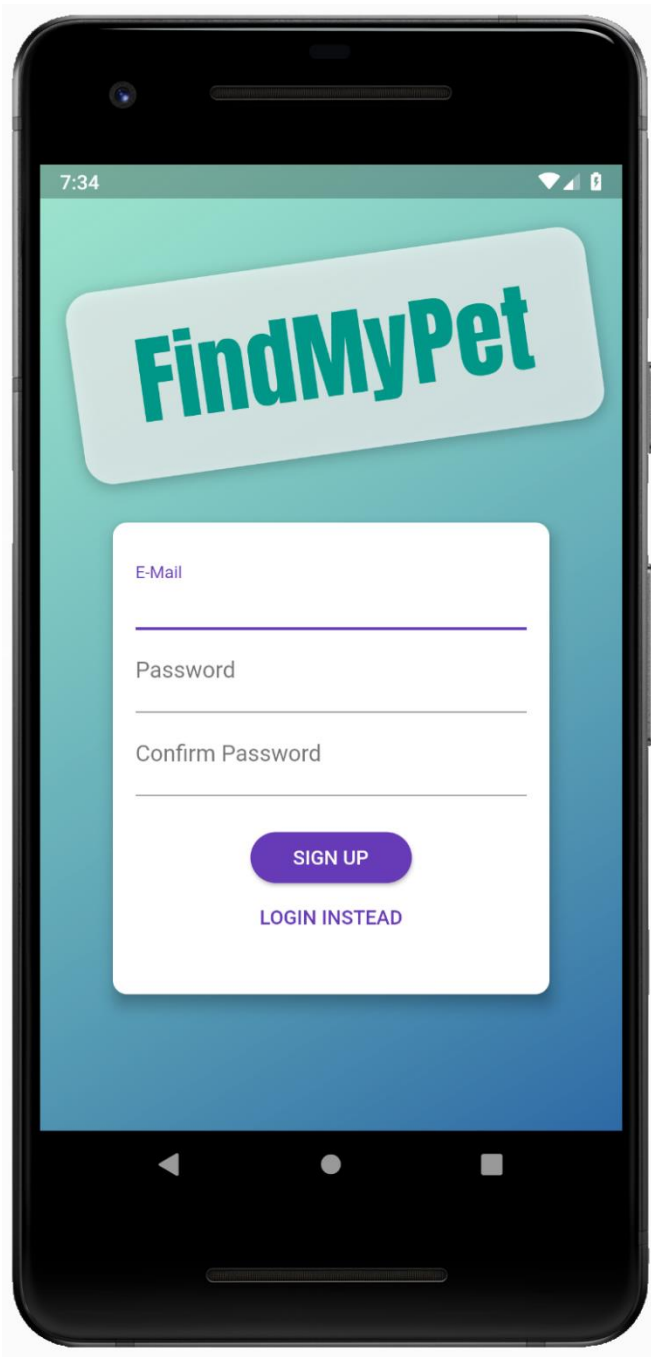 7:34
FindMyPet
E-Mail
Password
Confirm Password
SIGN UP
LOGIN INSTEAD